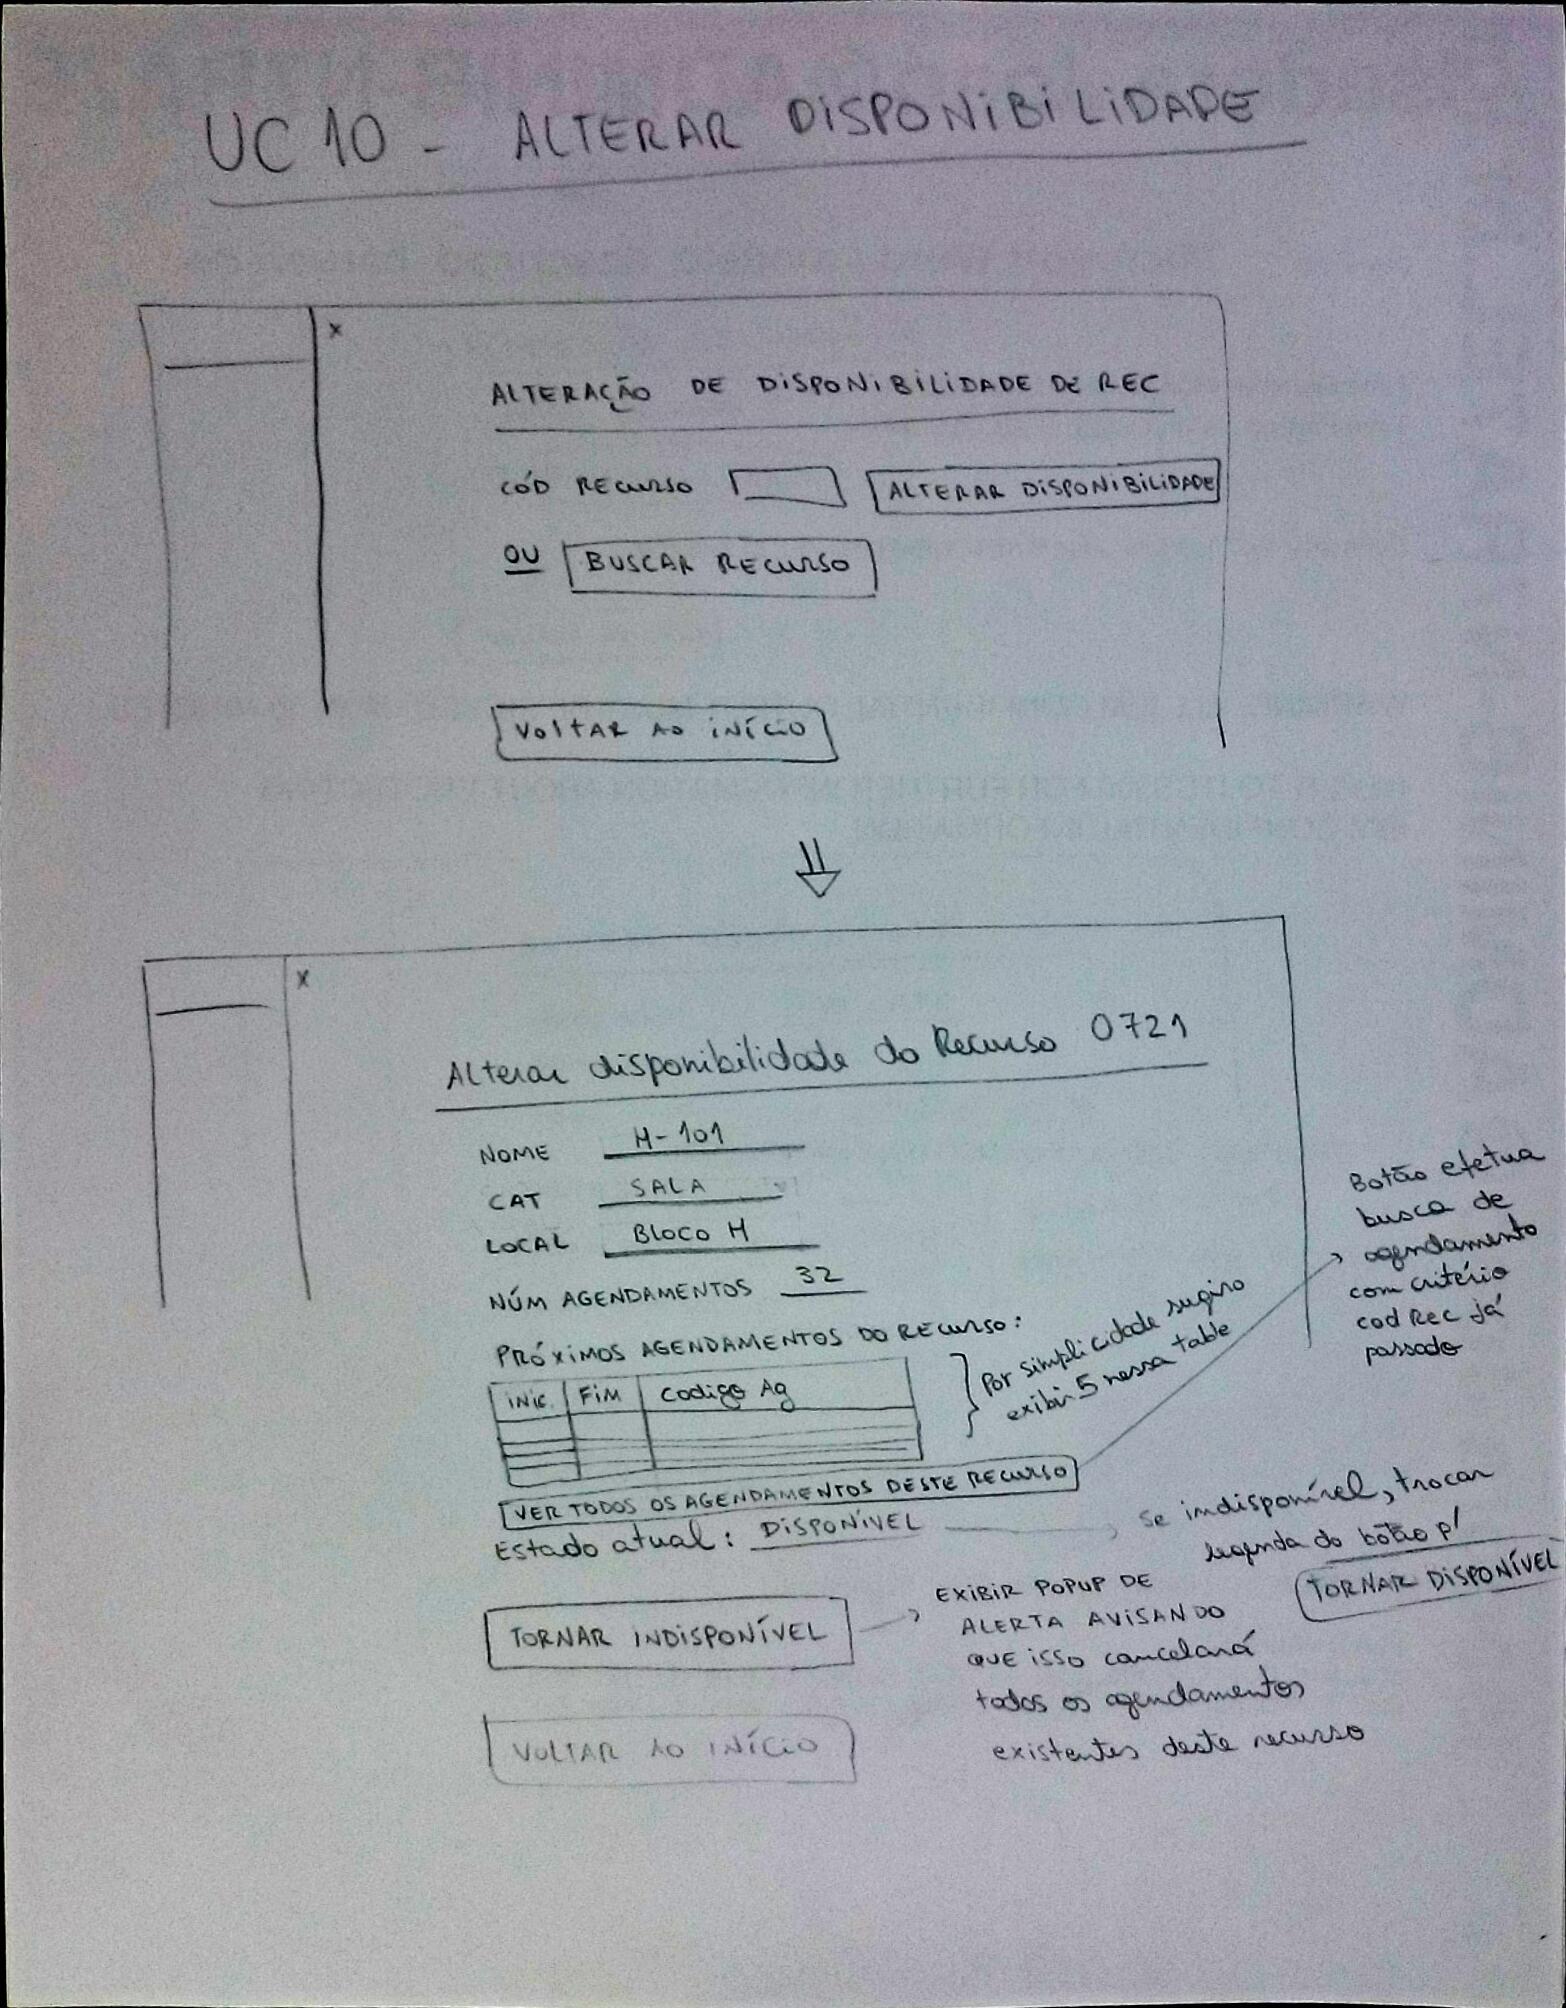 UC 10 - ALTERAR DISPONIBILIDADE
x
ALTERAÇÃO DE DISPONIBILIDADE DE REC
CÓD RECURSO
ALTERAR DISPONIBILIDADE
OU
BUSCAR RECURSO
VOLTAR AO INÍCIO
x
Alterar disponibilidade do Recurso 0721
NOME H-101
CAT SALA
LOCAL BLOCO H
NÚM AGENDAMENTOS 32
PRÓXIMOS AGENDAMENTOS DO RECURSO:
INIC. FIM Codigo Ag
Por simplicidade sugiro
exibir 5 nessa table
VER TODOS OS AGENDAMENTOS DESTE RECURSO
Botão efetua
busca de
agendamento
com critério
cod Rec já
passado
Estado atual: DISPONÍVEL
se indisponível, trocar
legenda do botão p/
TORNAR DISPONÍVEL
TORNAR INDISPONÍVEL
EXIBIR POPUP DE
ALERTA AVISANDO
QUE ISSO cancelará
todos os agendamentos
existentes deste recurso
VOLTAR AO INÍCIO